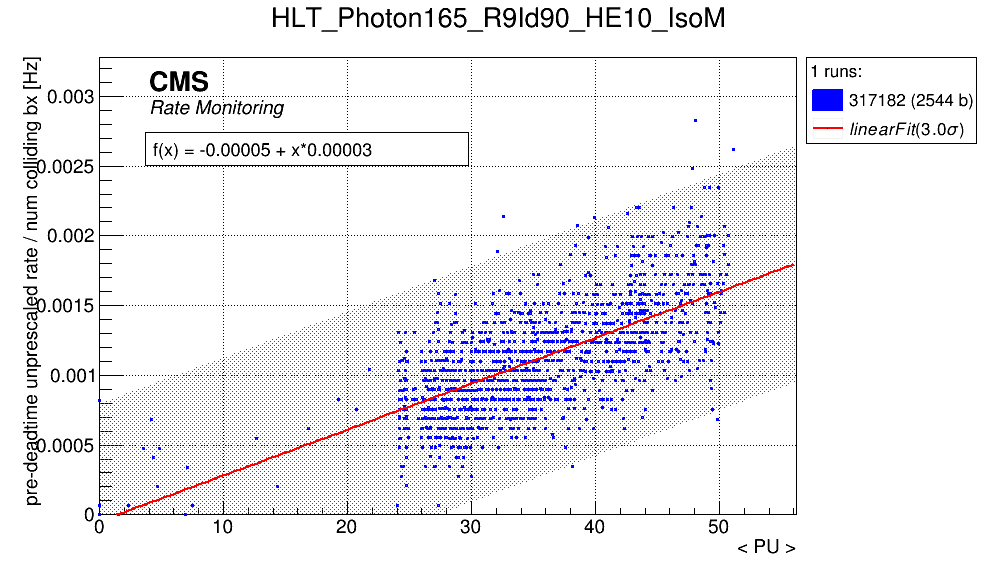 HLT_Photon165_R9Id90_HE10_IsoM
pre-deadtime unprescaled rate / num colliding bx [Hz]
CMS
Rate Monitoring
f(x) = -0.00005 + x*0.00003
1 runs:
317182 (2544 b)
linearFit(3.0σ)
0.003
0.0025
0.002
0.0015
0.001
0.0005
0
0 10 20 30 40 50
< PU >